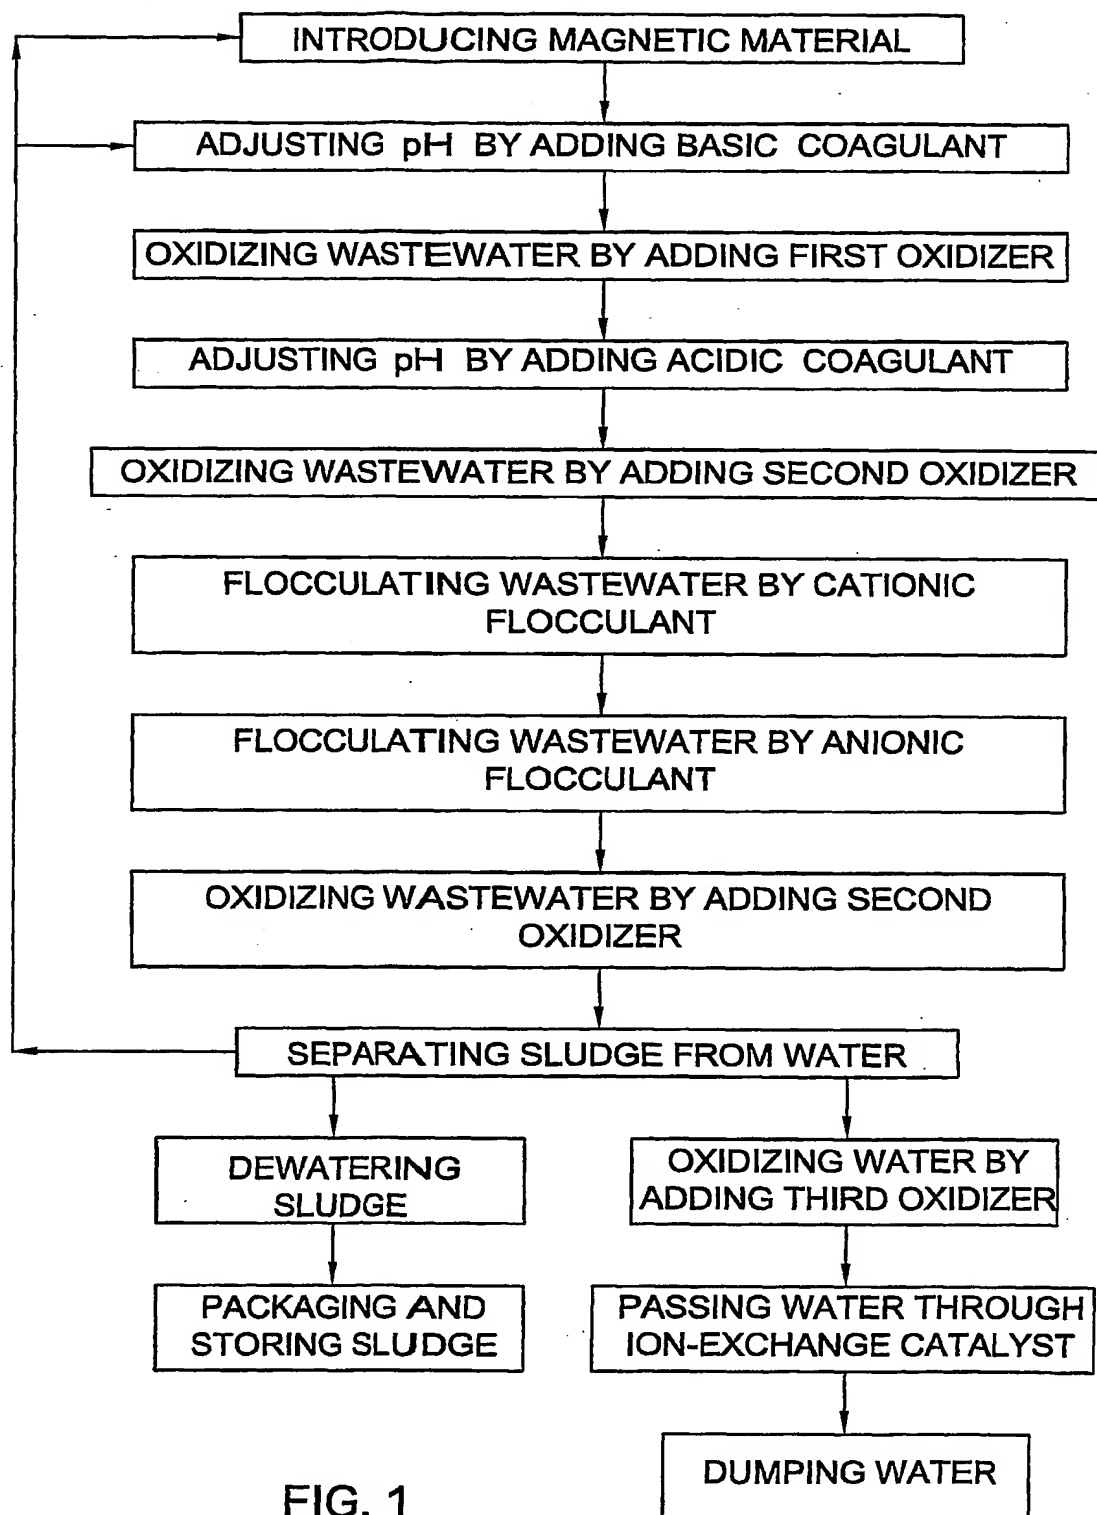 INTRODUCING MAGNETIC MATERIAL
ADJUSTING pH BY ADDING BASIC COAGULANT
OXIDIZING WASTEWATER BY ADDING FIRST OXIDIZER
ADJUSTING pH BY ADDING ACIDIC COAGULANT
OXIDIZING WASTEWATER BY ADDING SECOND OXIDIZER
FLOCCULATING WASTEWATER BY CATIONIC
FLOCCULANT
FLOCCULATING WASTEWATER BY ANIONIC
FLOCCULANT
OXIDIZING WASTEWATER BY ADDING SECOND
OXIDIZER
SEPARATING SLUDGE FROM WATER
DEWATERING
SLUDGE
OXIDIZING WATER BY
ADDING THIRD OXIDIZER
PACKAGING AND
STORING SLUDGE
PASSING WATER THROUGH
ION-EXCHANGE CATALYST
DUMPING WATER
FIG. 1